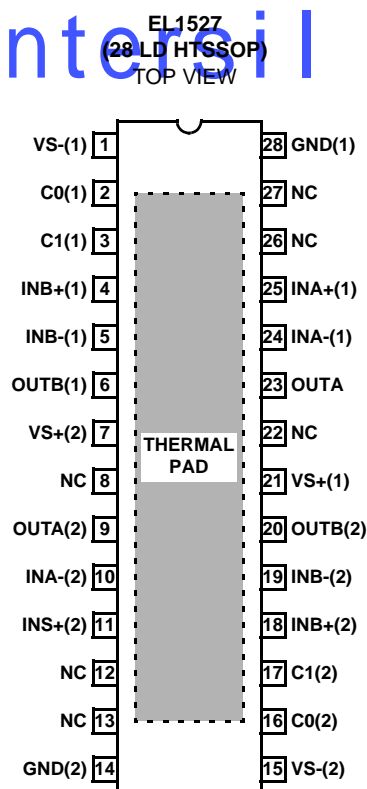 ntersil
EL1527
(28 LD HTSSOP)
TOP VIEW
VS-(1) 1
28 GND(1)
C0(1) 2
27 NC
C1(1) 3
26 NC
INB+(1) 4
25 INA+(1)
INB-(1) 5
24 INA-(1)
OUTB(1) 6
23 OUTA
VS+(2) 7
22 NC
THERMAL
PAD
NC 8
21 VS+(1)
OUTA(2) 9
20 OUTB(2)
INA-(2) 10
19 INB-(2)
INS+(2) 11
18 INB+(2)
NC 12
17 C1(2)
NC 13
16 C0(2)
GND(2) 14
15 VS-(2)